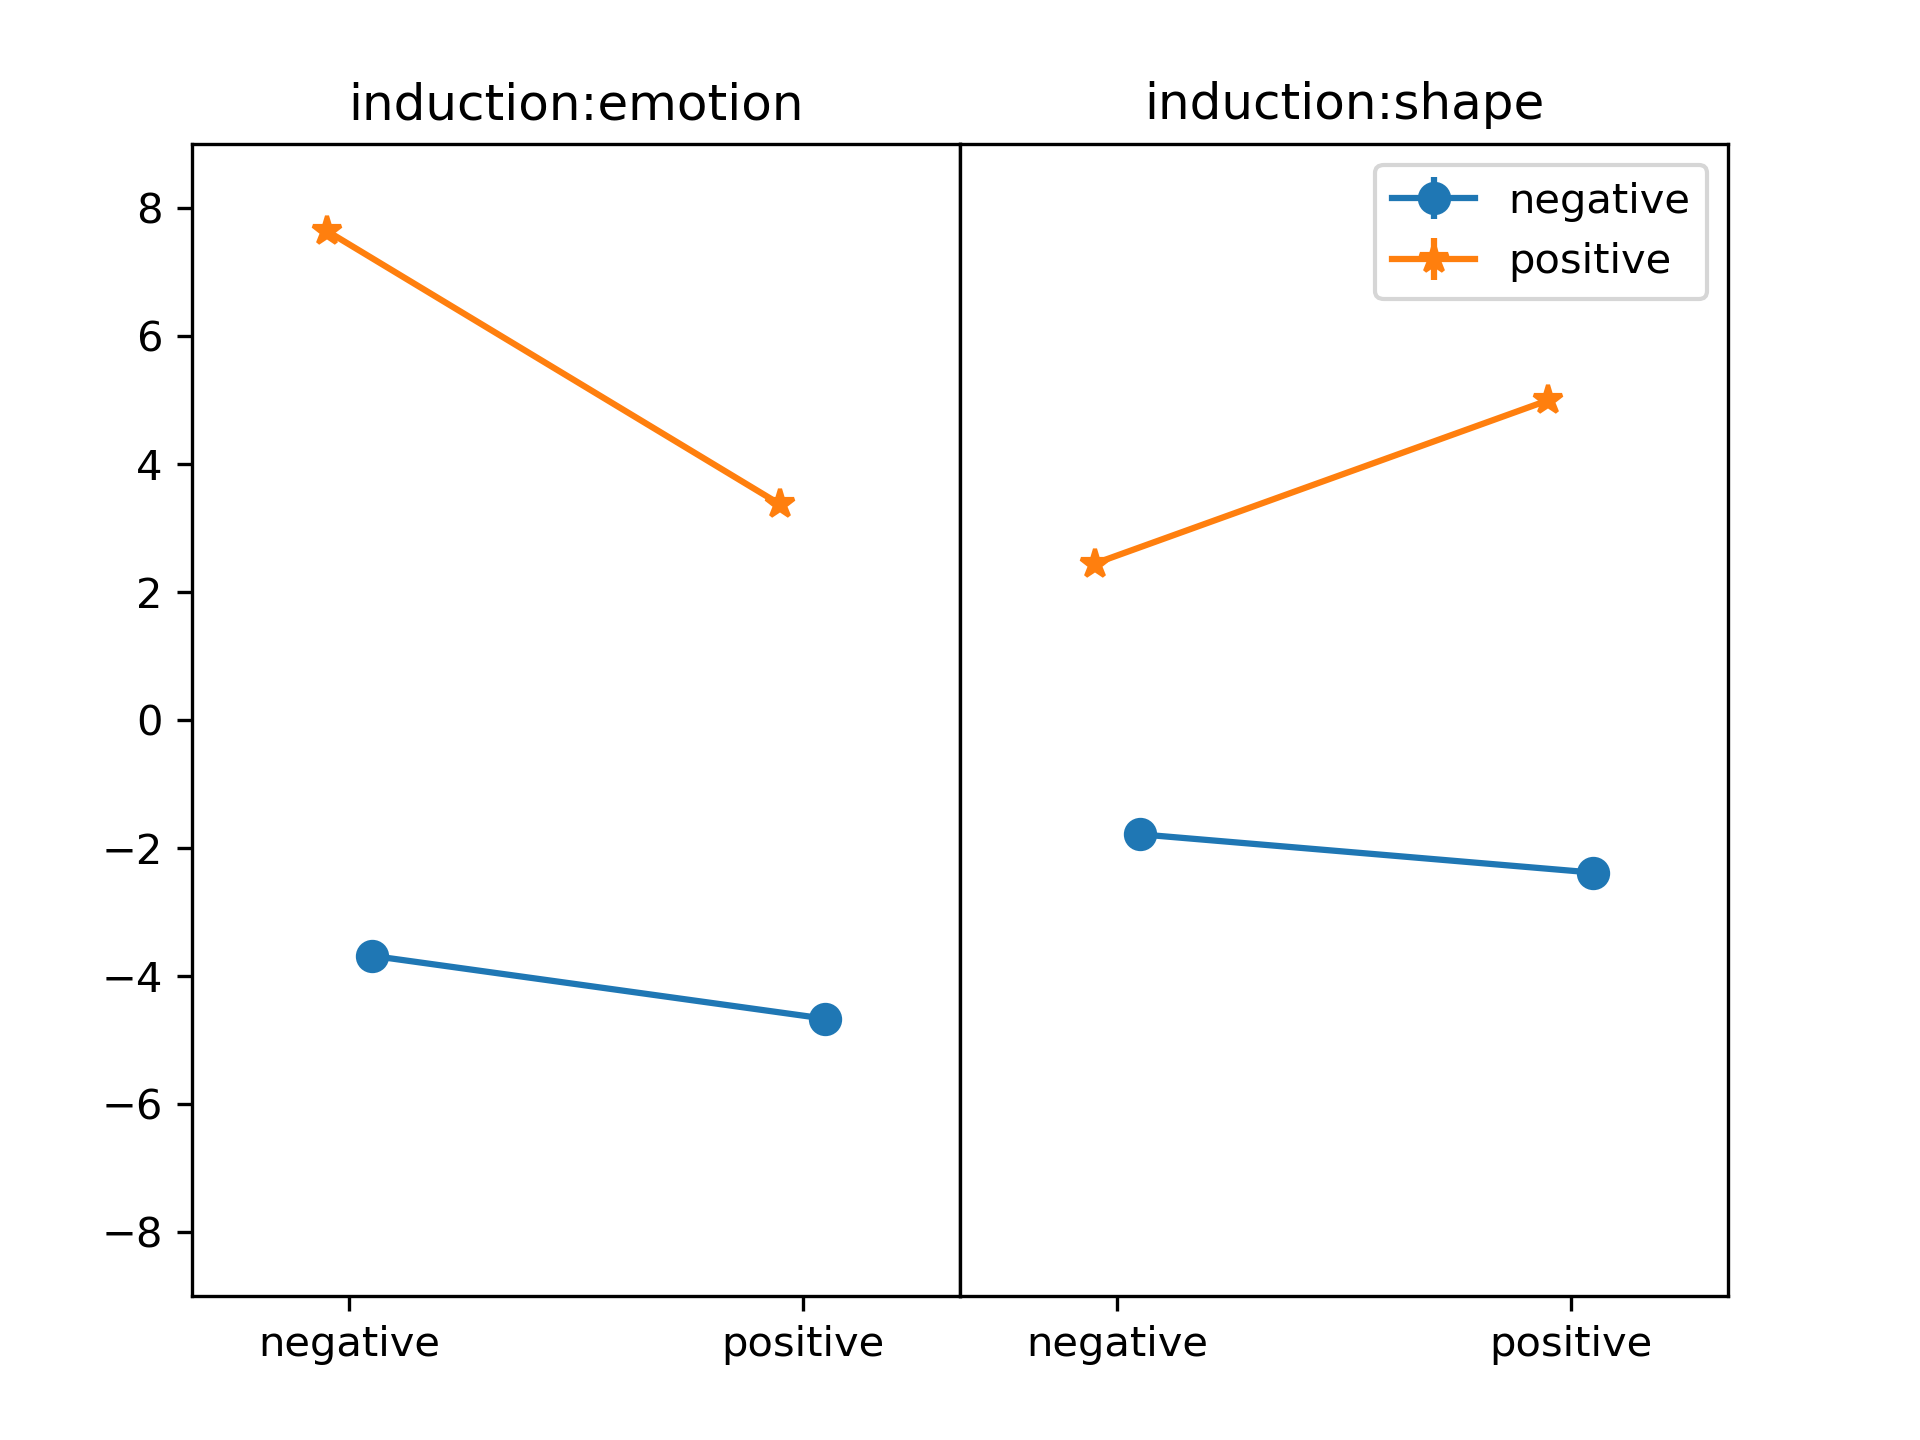 induction:emotion
induction:shape
negative
positive
8
6
4
2
0
−2
−4
−6
−8
negative
positive
negative
positive